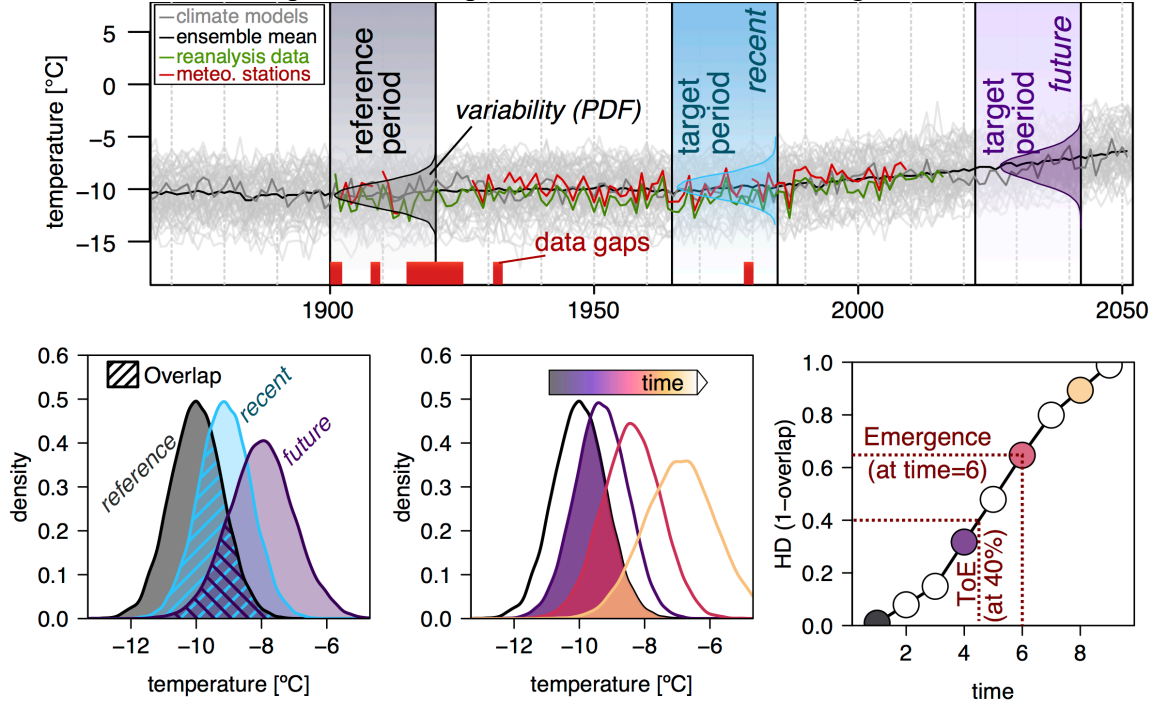 climate models
ensemble mean
reanalysis data
meteo. stations
temperature [°C]
5
0
−5
−10
−15
reference
period
variability (PDF)
target
period
recent
target
period
future
data gaps
1900
1950
2000
2050
density
0.6
0.5
0.4
0.3
0.2
0.1
0.0
Overlap
reference
recent
future
−12
−10
−8
−6
temperature [ºC]
density
0.6
0.5
0.4
0.3
0.2
0.1
0.0
time
−12
−10
−8
−6
temperature [ºC]
HD (1−overlap)
1.0
0.8
0.6
0.4
0.2
0.0
Emergence
(at time=6)
ToE
(at 40%)
2
4
6
8
time